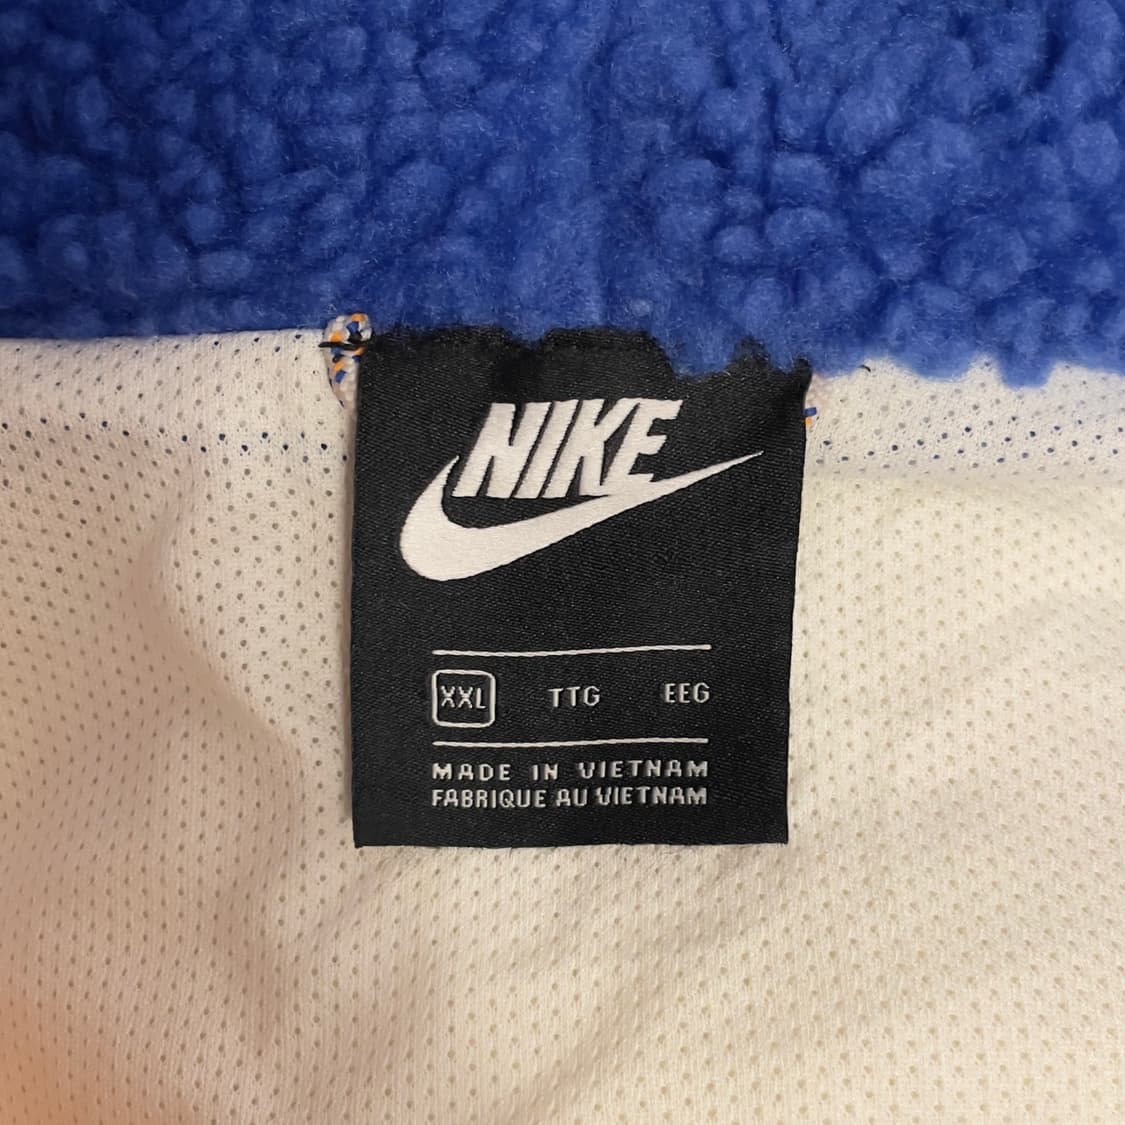 NIKE
XXL TTG EEG
MADE IN VIETNAM
FABRIQUE AU VIETNAM